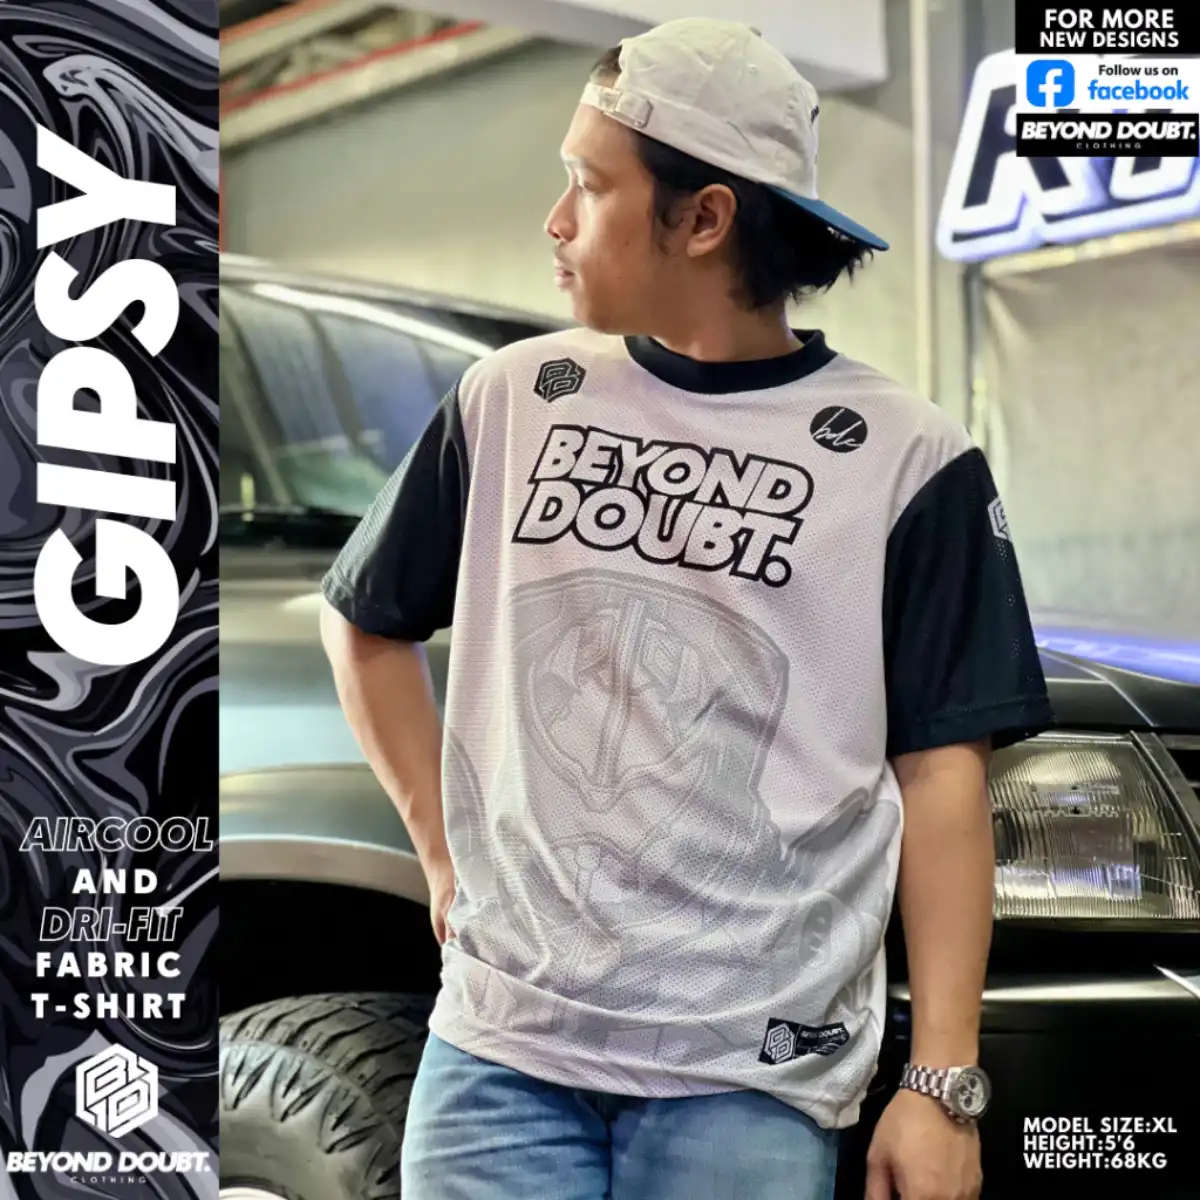 GIPSY
AIRCOOL
AND
DRI-FIT
FABRIC
T-SHIRT
BEYOND DOUBT.
CLOTHING
FOR MORE
NEW DESIGNS
Follow us on
facebook
BEYOND DOUBT.
CLOTHING
bdc
BEYOND
DOUBT.
BEYOND DOUBT.
MODEL SIZE:XL
HEIGHT:5'6
WEIGHT:68KG